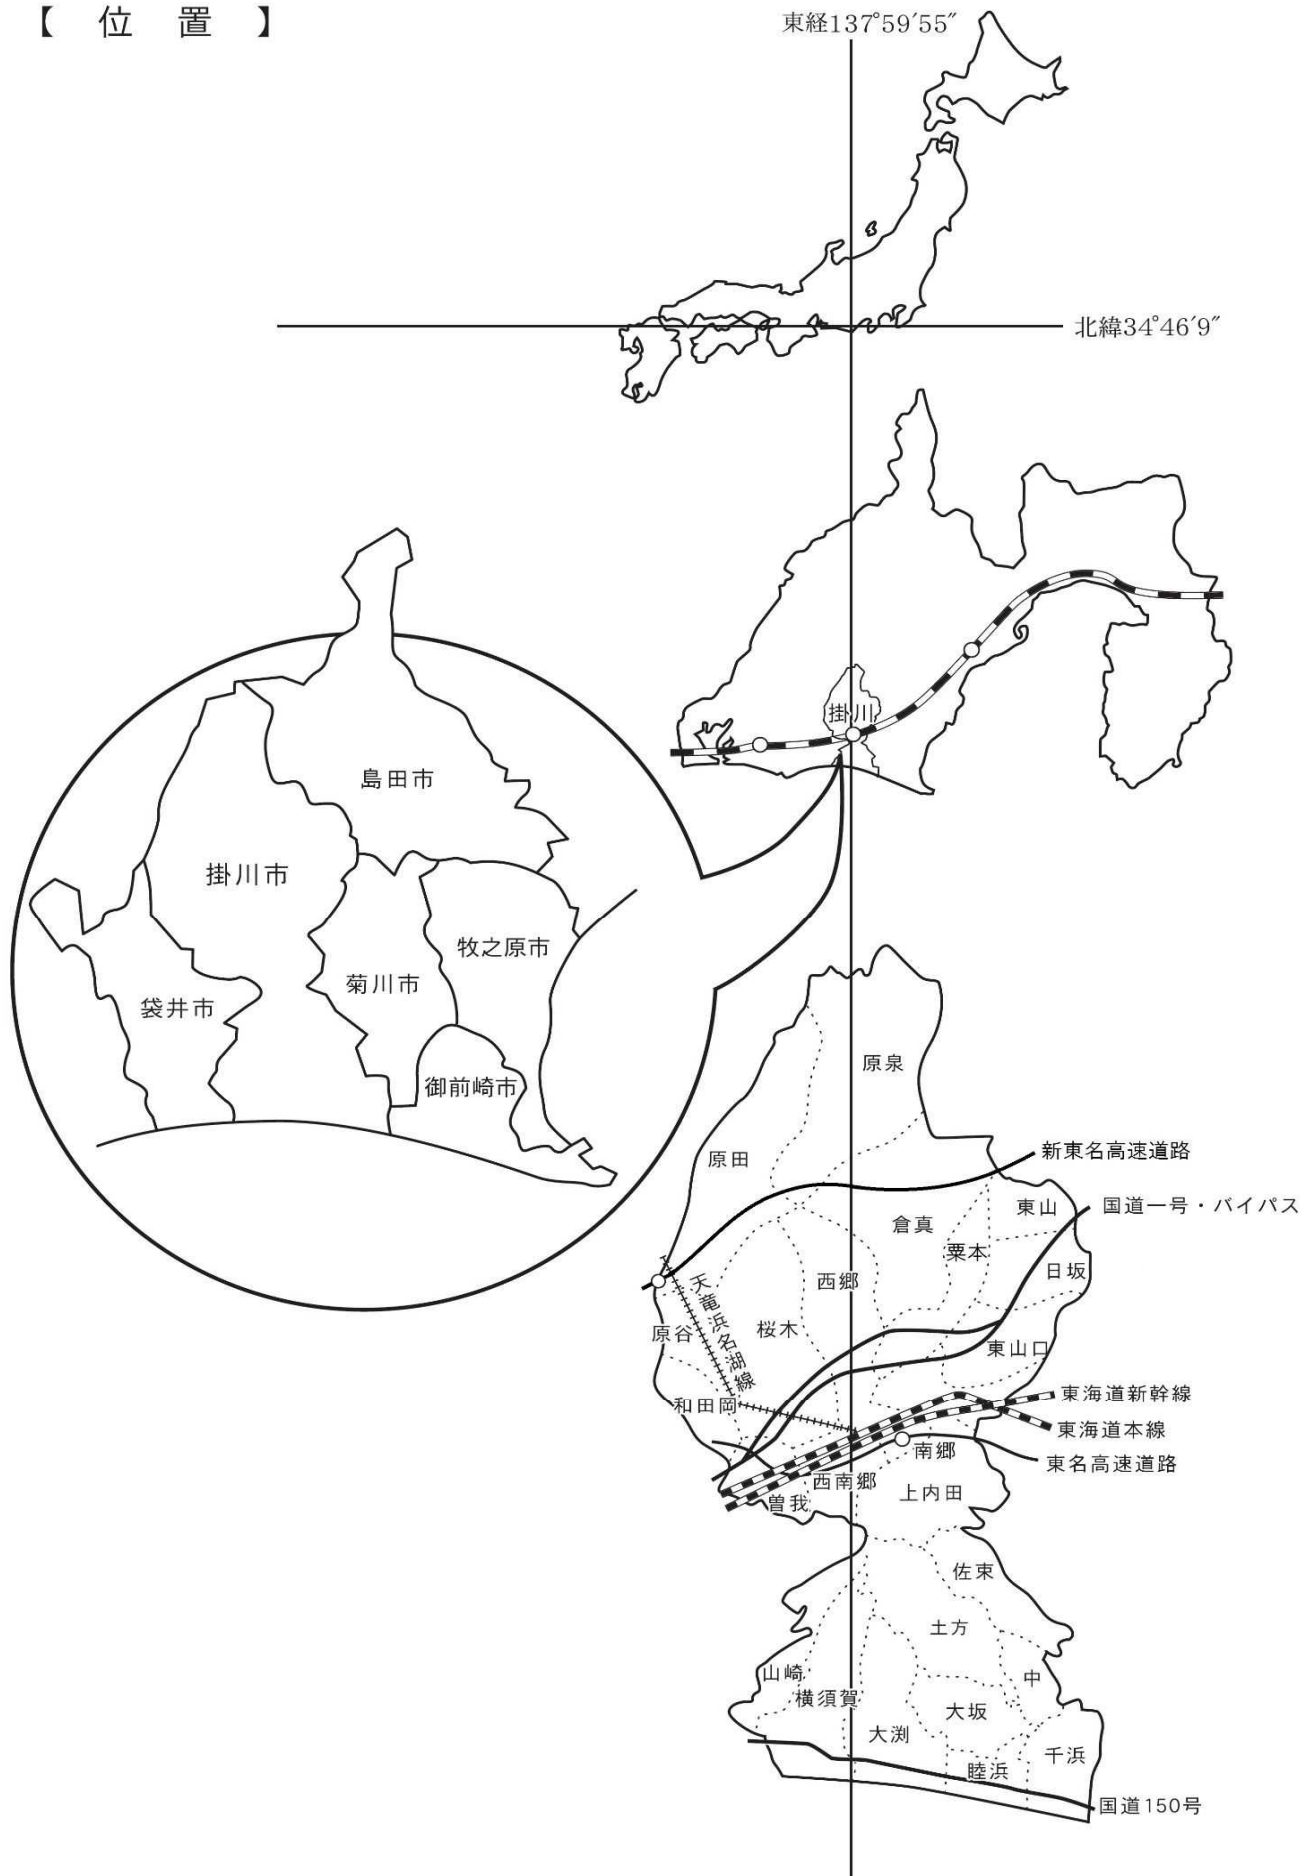 【 位 置 】
東経137°59′55″
北緯34°46′9″
掛川
島田市
掛川市
牧之原市
菊川市
袋井市
御前崎市
原泉
原田
新東名高速道路
東山
国道一号・バイパス
倉真
粟本
日坂
西郷
天竜浜名湖線
原谷
桜木
東山口
東海道新幹線
和田岡
東海道本線
南郷
東名高速道路
西南郷
上内田
曽我
佐束
土方
山崎
中
横須賀
大坂
大渕
千浜
睦浜
国道150号